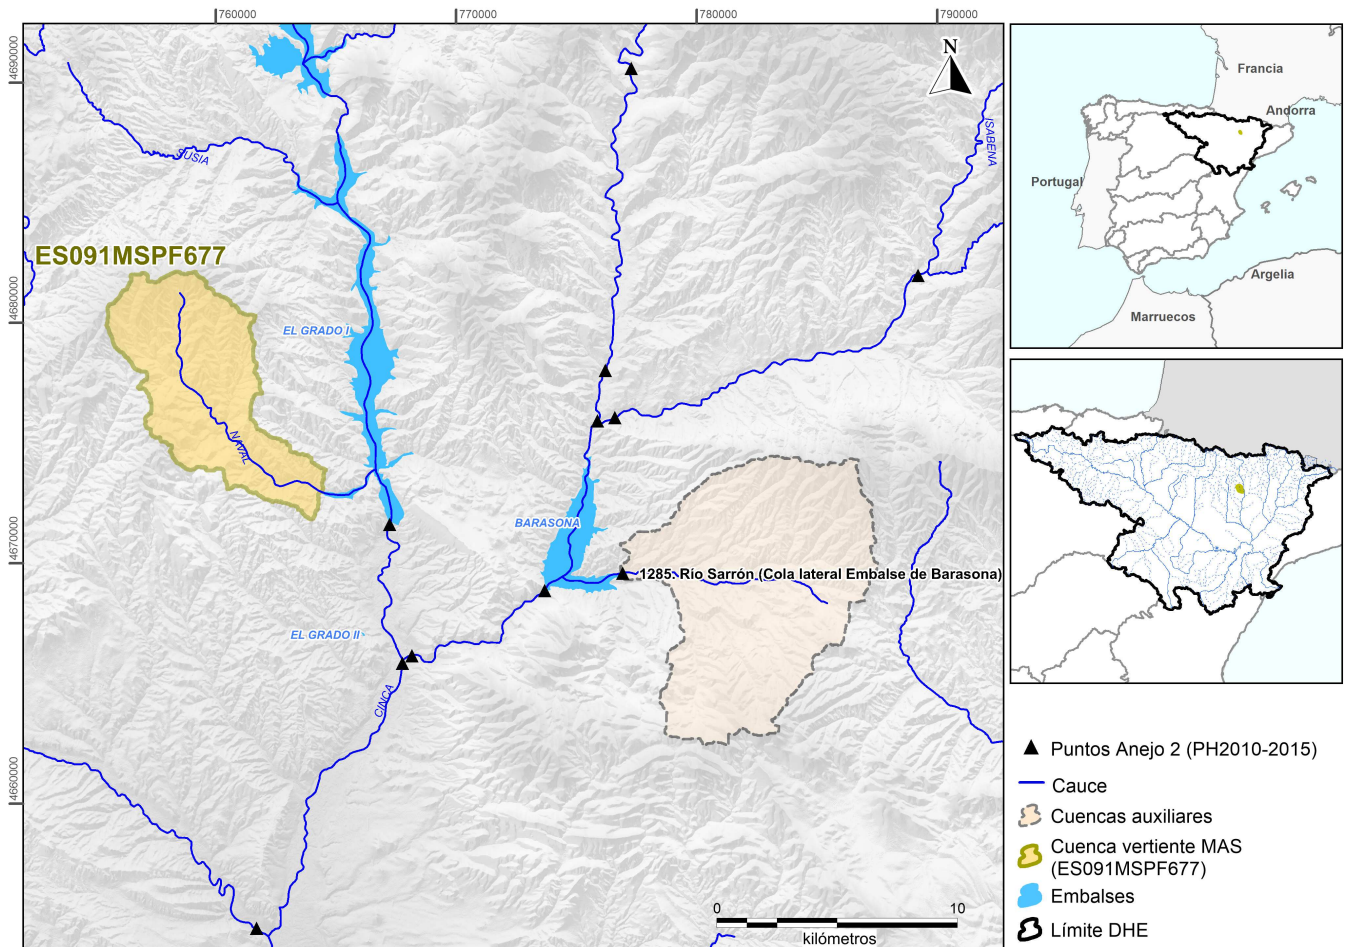 760000
770000
780000
790000
4690000
4680000
4670000
4660000
N
SUSIA
ISABENA
ES091MSPF677
EL GRADO I
NAVAL
BARASONA
1285. Río Sarrón (Cola lateral Embalse de Barasona)
EL GRADO II
CINCA
0
10
kilómetros
Francia
Andorra
Portugal
Argelia
Marruecos
Puntos Anejo 2 (PH2010-2015)
Cauce
Cuencas auxiliares
Cuenca vertiente MAS
(ES091MSPF677)
Embalses
Límite DHE